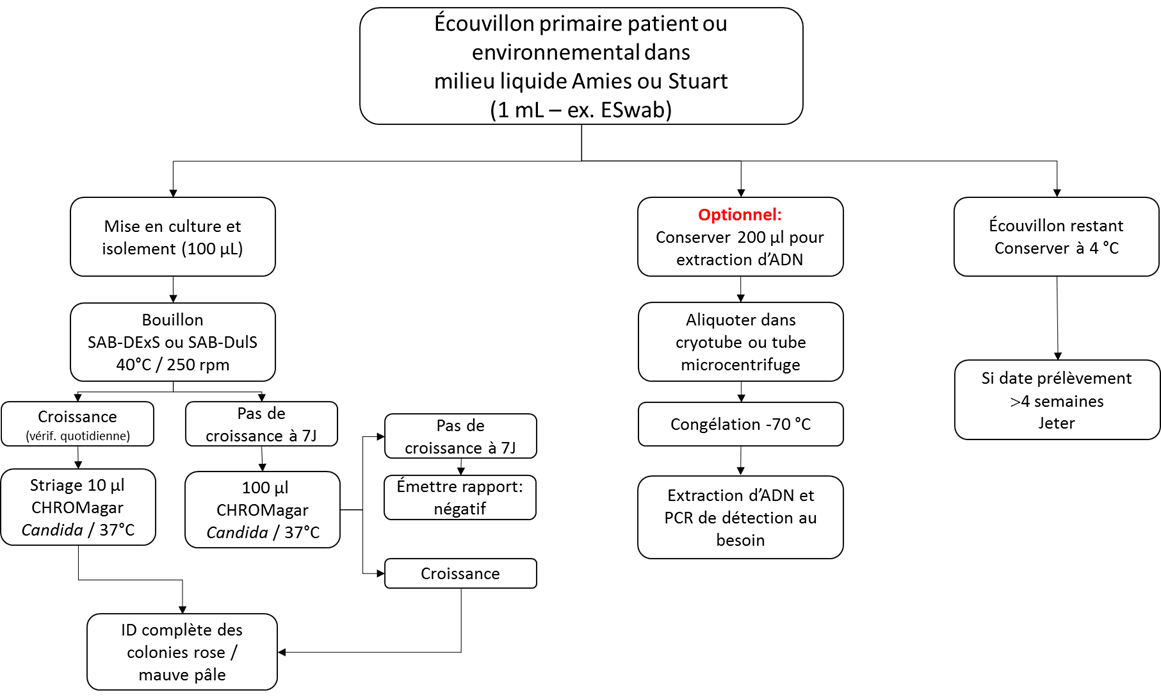 Écouvillon primaire patient ou
environnemental dans
milieu liquide Amies ou Stuart
(1 mL – ex. ESwab)
Mise en culture et
isolement (100 µL)
Bouillon
SAB-DExS ou SAB-DulS
40°C / 250 rpm
Croissance
(vérif. quotidienne)
Striage 10 µl
CHROMagar
Candida / 37°C
Pas de
croissance à 7J
100 µl
CHROMagar
Candida / 37°C
Pas de
croissance à 7J
Émettre rapport:
négatif
Croissance
ID complète des
colonies rose /
mauve pâle
Optionnel:
Conserver 200 µl pour
extraction d’ADN
Aliquoter dans
cryotube ou tube
microcentrifuge
Congélation -70 °C
Extraction d’ADN et
PCR de détection au
besoin
Écouvillon restant
Conserver à 4 °C
Si date prélèvement
>4 semaines
Jeter